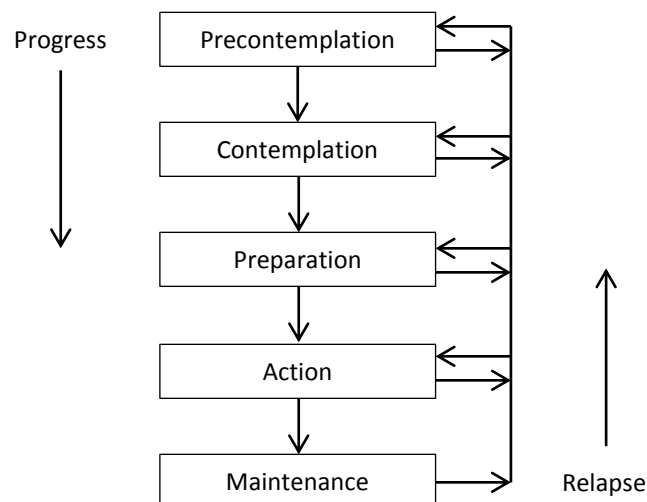 Progress
Precontemplation
Contemplation
Preparation
Action
Maintenance
Relapse